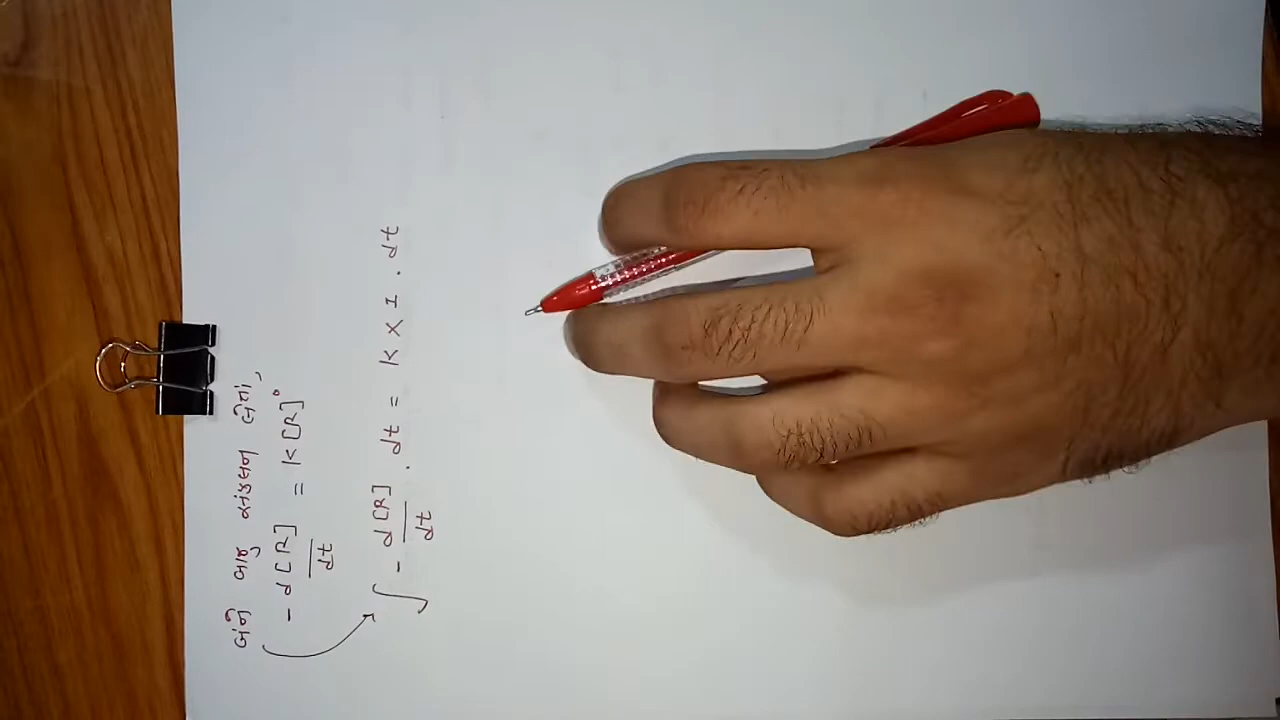 બંને બાજુ સંકલન લેતાં,
- d[R]/dt = K[R]°
∫ - d[R]/dt . dt = K X 1 . dt